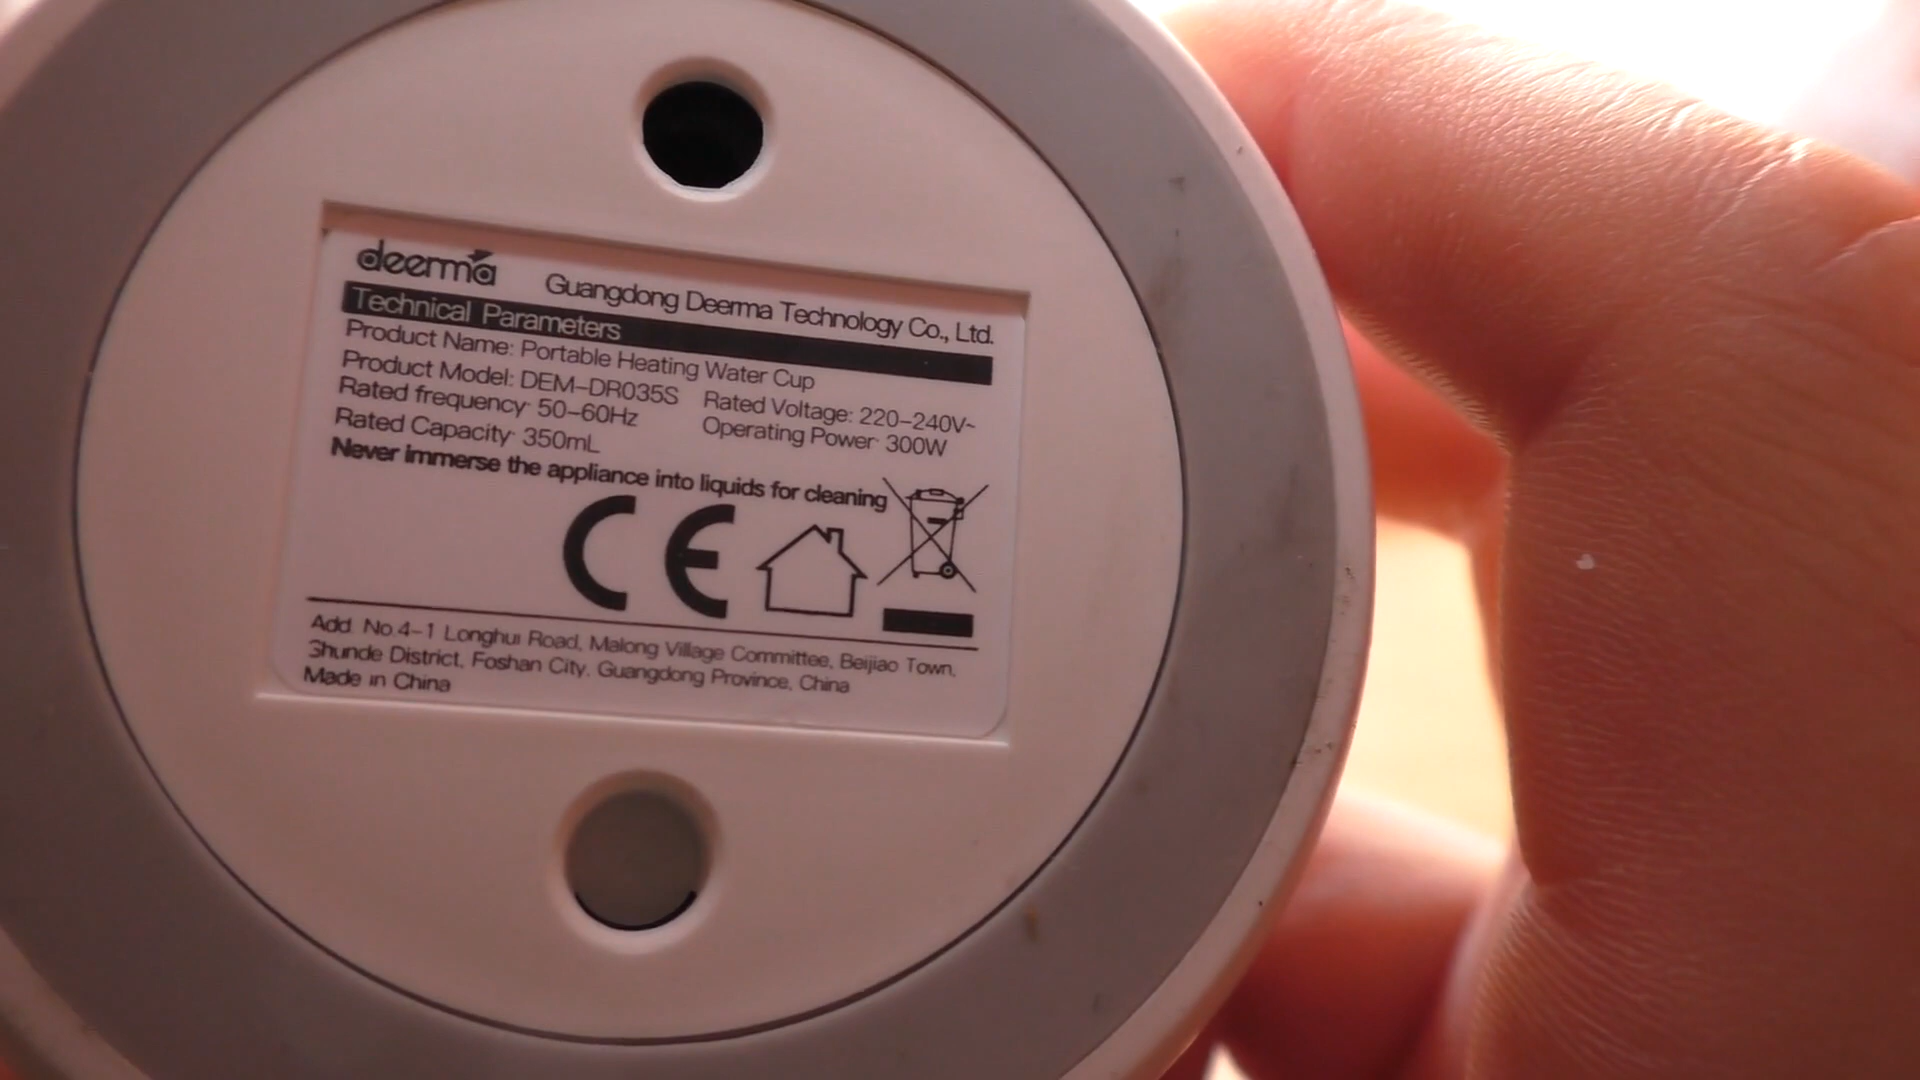 deerma Guangdong Deerma Technology Co., Ltd.
Technical Parameters
Product Name: Portable Heating Water Cup
Product Model: DEM-DR035S Rated Voltage: 220-240V~
Rated frequency: 50-60Hz Operating Power: 300W
Rated Capacity: 350mL
Never immerse the appliance into liquids for cleaning
CE
Add. No.4-1 Longhui Road, Malong Village Committee, Beijiao Town,
Shunde District, Foshan City, Guangdong Province, China
Made in China